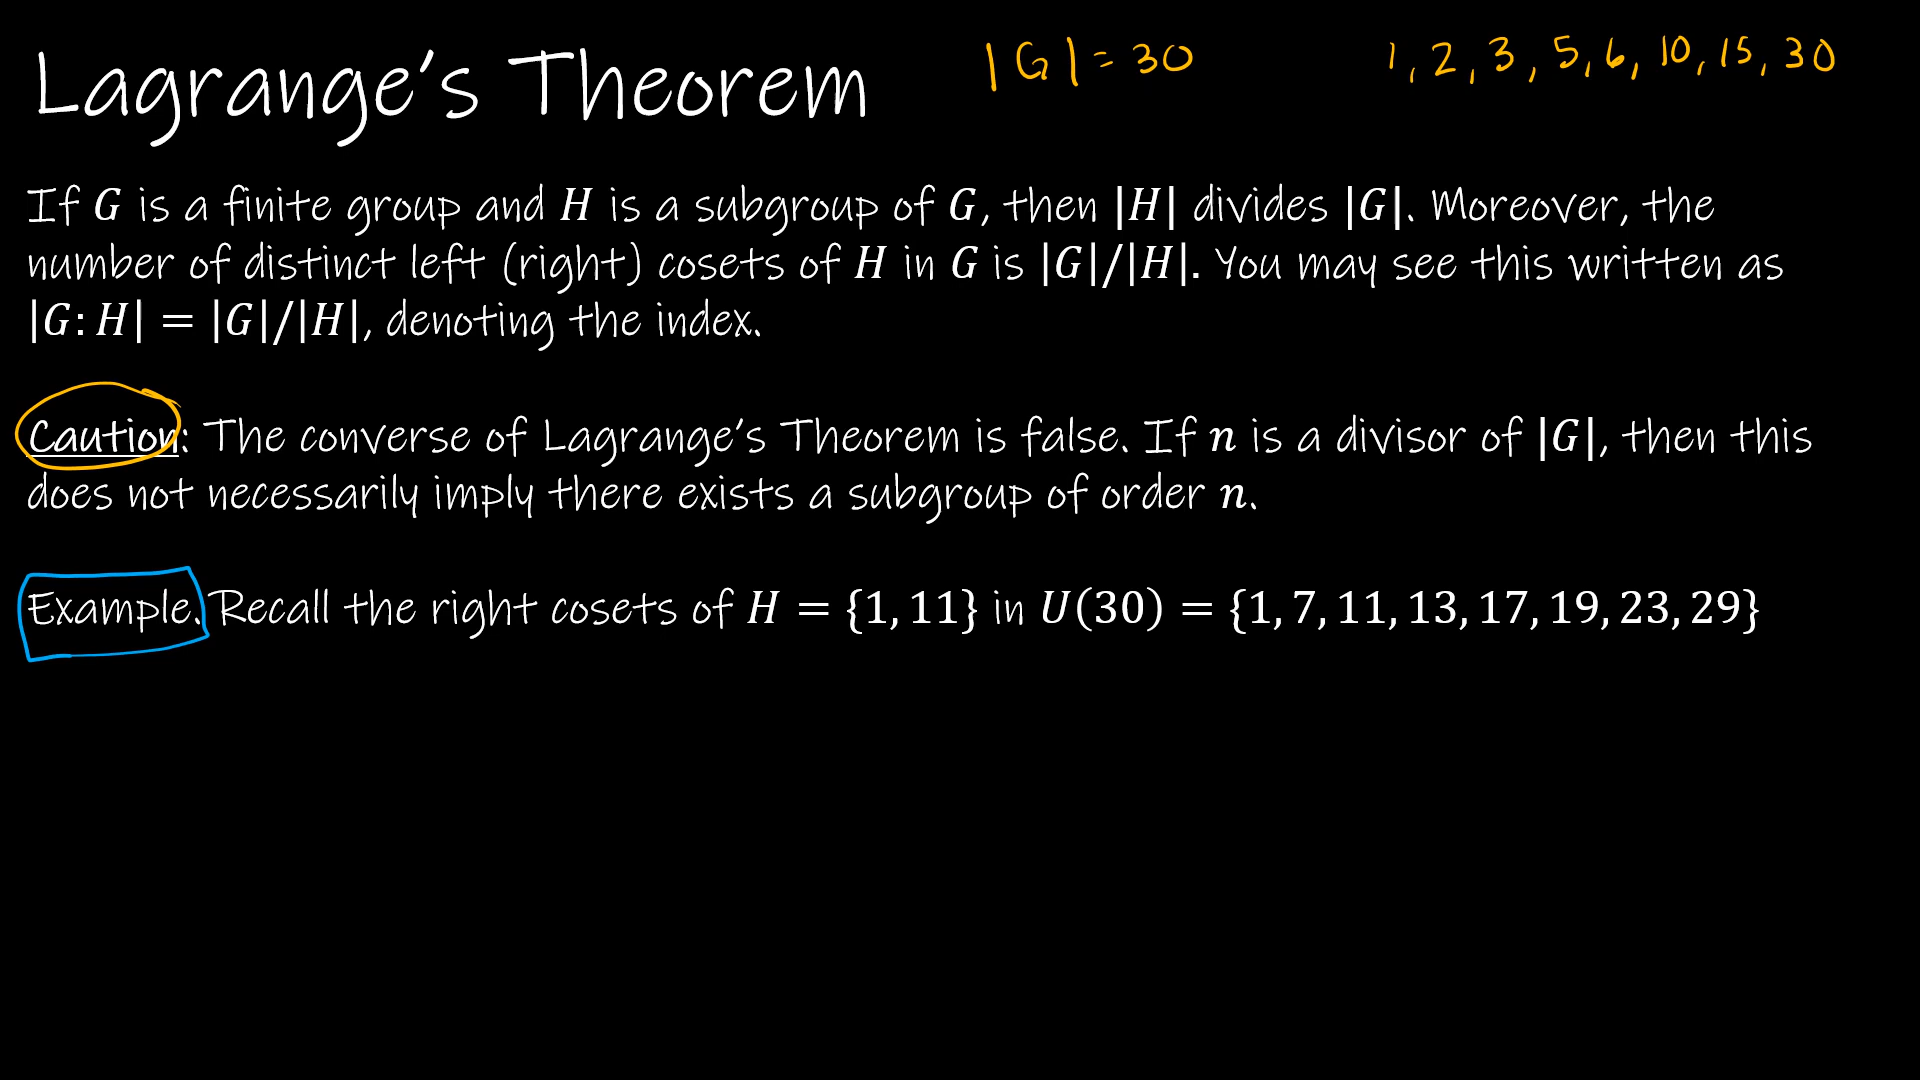 Lagrange's Theorem
|G| = 30
1, 2, 3, 5, 6, 10, 15, 30
If G is a finite group and H is a subgroup of G, then |H| divides |G|. Moreover, the
number of distinct left (right) cosets of H in G is |G|/|H|. You may see this written as
|G:H| = |G|/|H|, denoting the index.
Caution: The converse of Lagrange's Theorem is false. If n is a divisor of |G|, then this
does not necessarily imply there exists a subgroup of order n.
Example. Recall the right cosets of H = {1, 11} in U(30) = {1, 7, 11, 13, 17, 19, 23, 29}